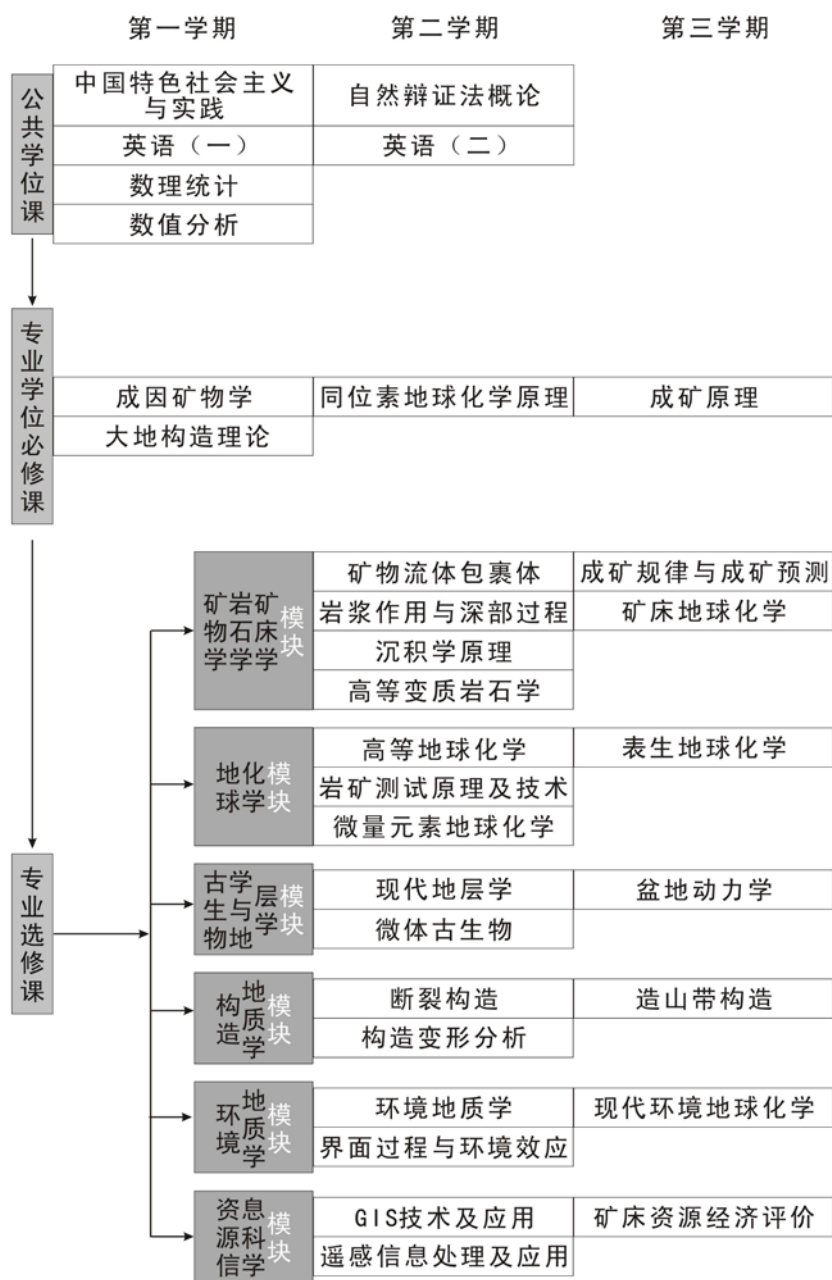 第一学期 第二学期 第三学期
公共学位课
中国特色社会主义
与实践
自然辩证法概论
英语（一） 英语（二）
数理统计
数值分析
专业学位必修课
成因矿物学 同位素地球化学原理 成矿原理
大地构造理论
专业选修课
矿物学岩石学矿床学模块
矿物流体包裹体 成矿规律与成矿预测
岩浆作用与深部过程 矿床地球化学
沉积学原理
高等变质岩石学
地球化学模块
高等地球化学 表生地球化学
岩矿测试原理及技术
微量元素地球化学
古生物学与地层学模块
现代地层学 盆地动力学
微体古生物
构造地质学模块
断裂构造 造山带构造
构造变形分析
环境地质学模块
环境地质学 现代环境地球化学
界面过程与环境效应
资源信息科学模块
GIS技术及应用 矿床资源经济评价
遥感信息处理及应用